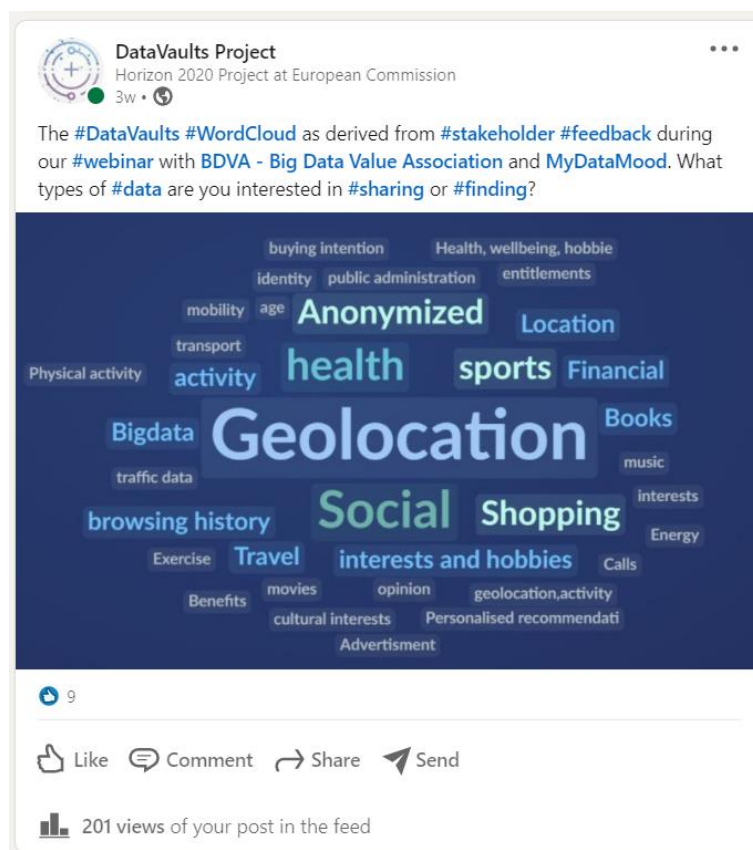 DataVaults Project
Horizon 2020 Project at European Commission
3w •
The #DataVaults #WordCloud as derived from #stakeholder #feedback during
our #webinar with BDVA - Big Data Value Association and MyDataMood. What
types of #data are you interested in #sharing or #finding?
buying intention Health, wellbeing, hobbie
identity public administration entitlements
mobility age Anonymized Location
transport
Physical activity activity health sports Financial
Bigdata Geolocation Books
traffic data music
browsing history Social Shopping interests
Energy
Exercise Travel interests and hobbies Calls
Benefits movies opinion geolocation,activity
cultural interests Personalised recommendati
Advertisment
9
Like Comment Share Send
201 views of your post in the feed